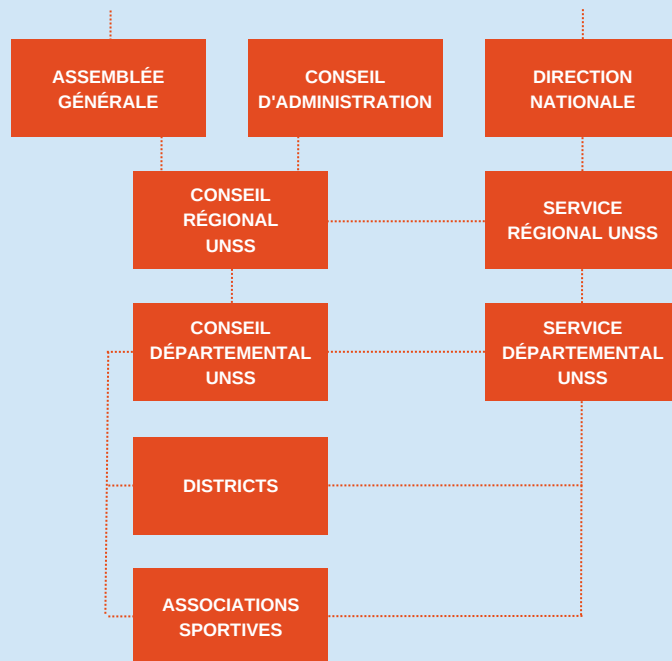 ASSEMBLÉE
GÉNÉRALE
CONSEIL
D'ADMINISTRATION
DIRECTION
NATIONALE
CONSEIL
RÉGIONAL
UNSS
SERVICE
RÉGIONAL UNSS
CONSEIL
DÉPARTEMENTAL
UNSS
SERVICE
DÉPARTEMENTAL
UNSS
DISTRICTS
ASSOCIATIONS
SPORTIVES